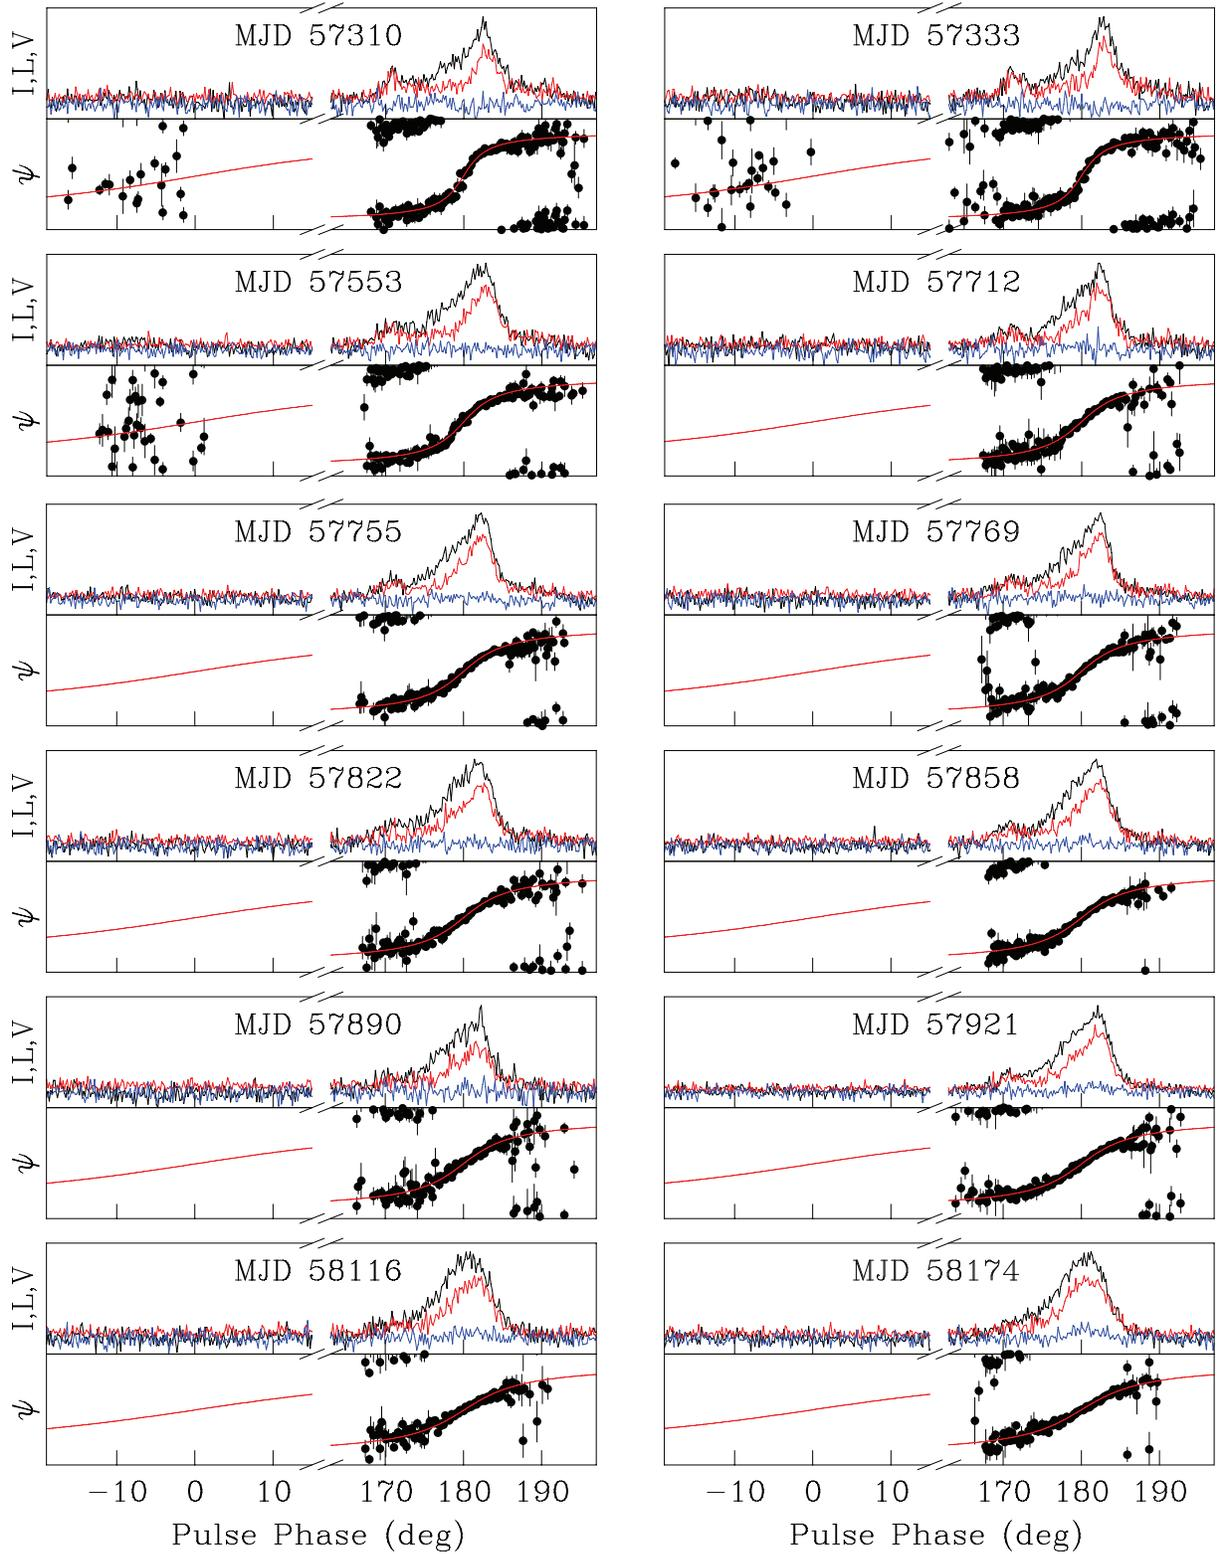 I,L,V MJD 57310 MJD 57333
ψ
I,L,V MJD 57553 MJD 57712
ψ
I,L,V MJD 57755 MJD 57769
ψ
I,L,V MJD 57822 MJD 57858
ψ
I,L,V MJD 57890 MJD 57921
ψ
I,L,V MJD 58116 MJD 58174
ψ
−10 0 10 170 180 190 −10 0 10 170 180 190
Pulse Phase (deg) Pulse Phase (deg)